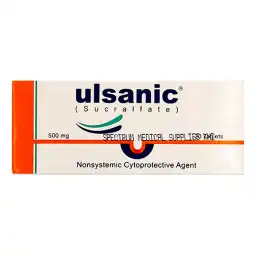 ulsanic®
(Sucralfate)
500 mg
SPECTRUM MEDICAL SUPPLIES
Nonsystemic Cytoprotective Agent